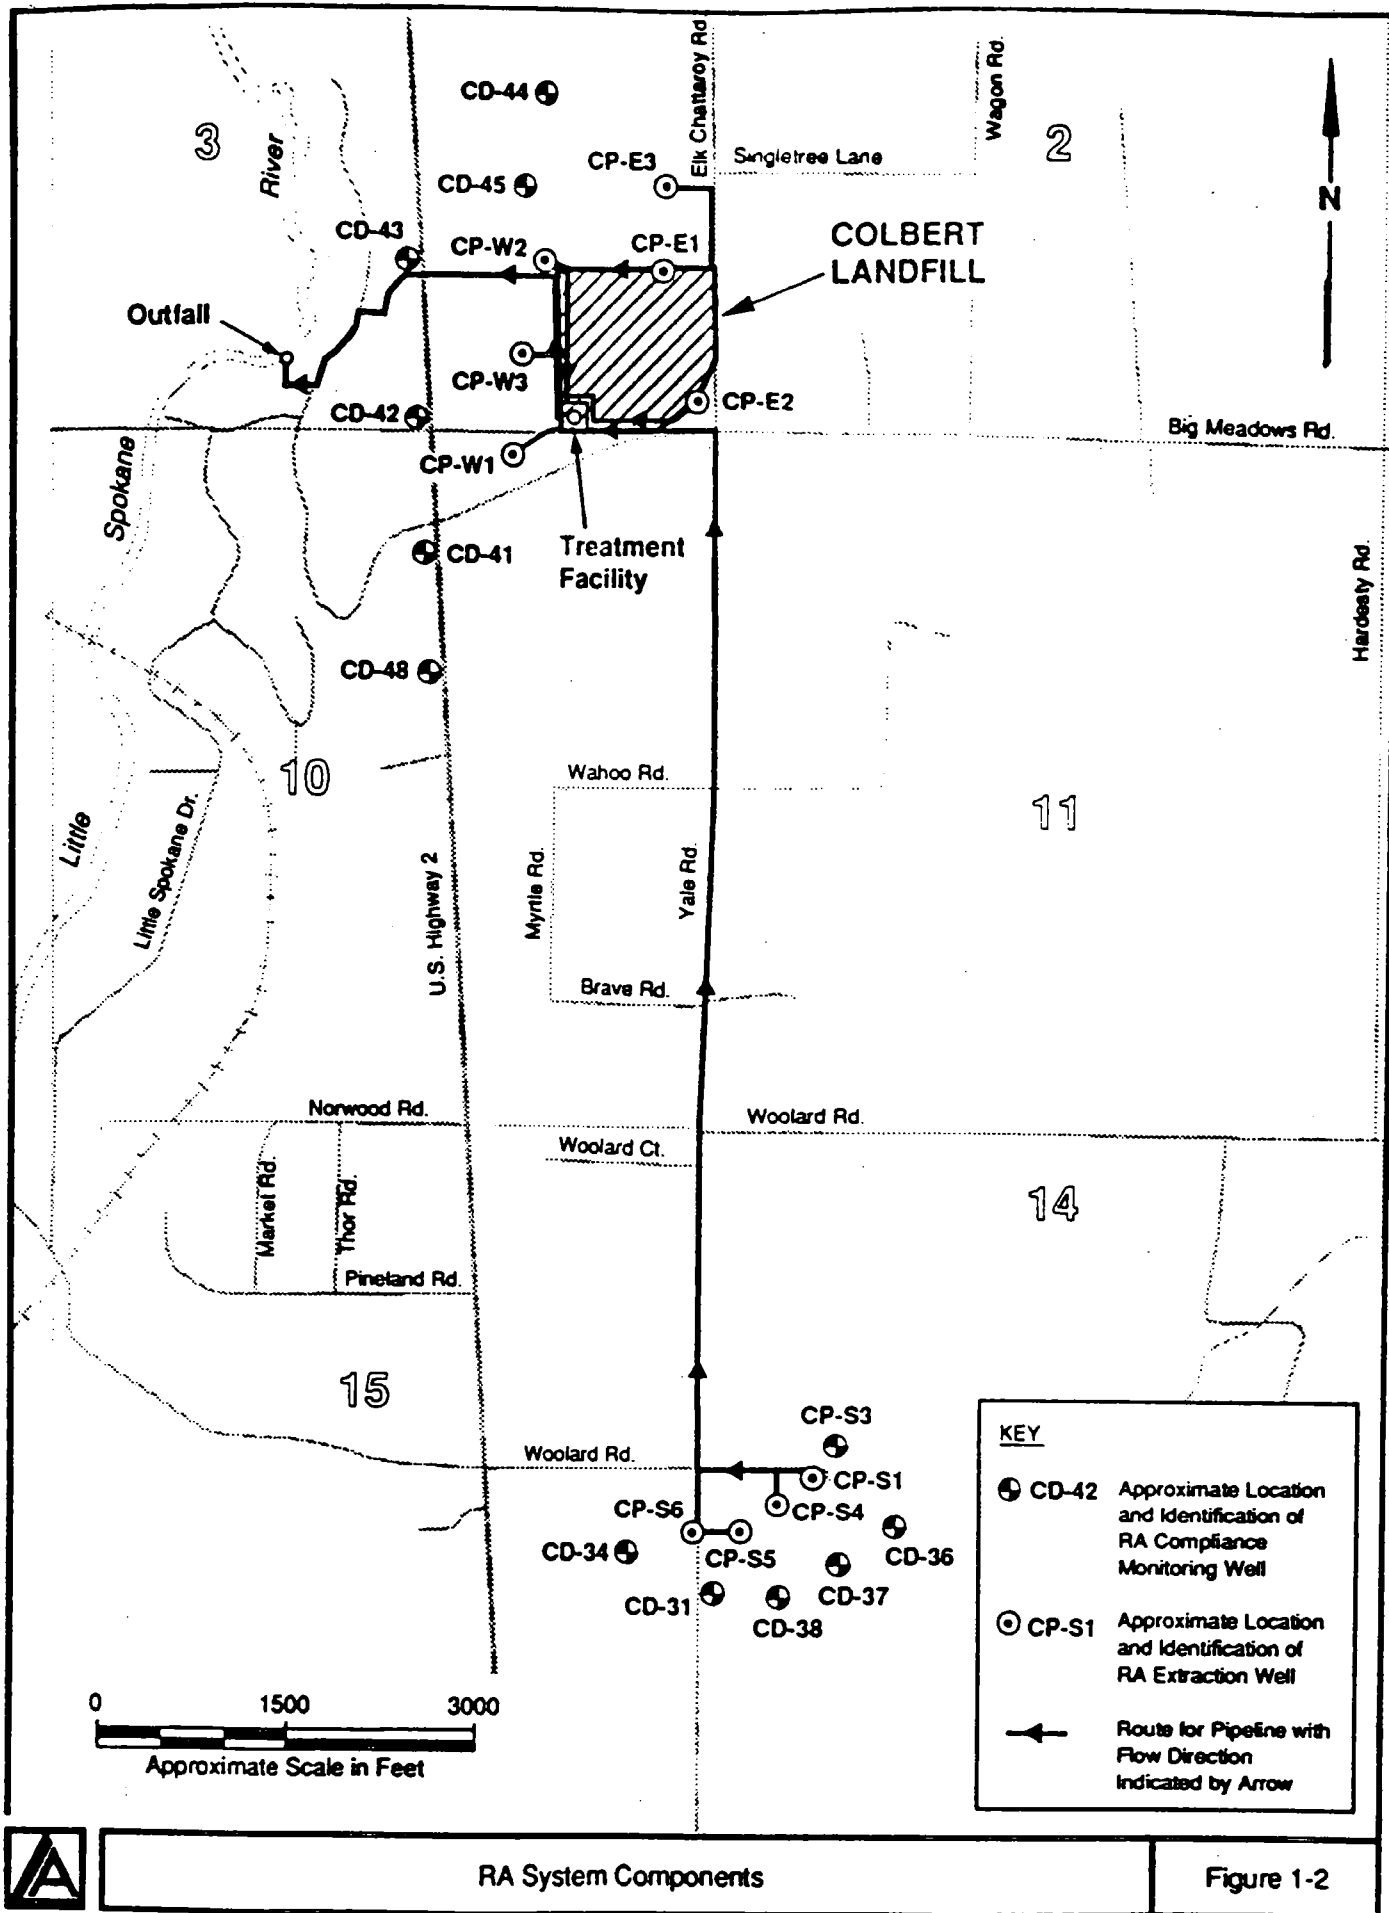 Elk Chattaroy Rd.
Wagon Rd.
CD-44
3
River
2
CP-E3
Singletree Lane
CD-45
N
CD-43
CP-W2
CP-E1
COLBERT
LANDFILL
Outfall
CP-W3
CD-42
CP-E2
Big Meadows Rd.
CP-W1
Spokane
CD-41
Treatment
Facility
Hardesty Rd.
CD-48
10
Wahoo Rd.
11
Little
Little Spokane Dr.
U.S. Highway 2
Myrtle Rd.
Yale Rd.
Brave Rd.
Norwood Rd.
Woolard Rd.
Woolard Ct.
Market Rd.
Thor Rd.
14
Pineland Rd.
15
CP-S3
Woolard Rd.
CP-S1
CP-S6
CP-S4
CD-34
CP-S5
CD-36
CD-31
CD-37
CD-38
KEY
CD-42 Approximate Location
and Identification of
RA Compliance
Monitoring Well
CP-S1 Approximate Location
and Identification of
RA Extraction Well
Route for Pipeline with
Flow Direction
Indicated by Arrow
0 1500 3000
Approximate Scale in Feet
RA System Components
Figure 1-2